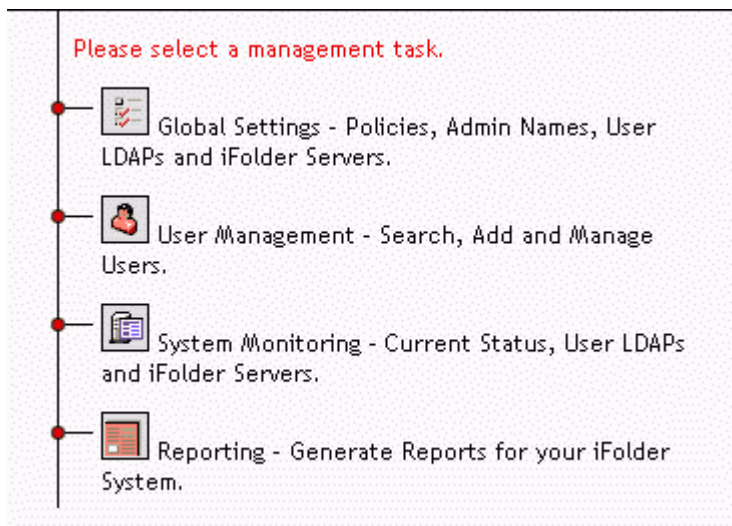 Please select a management task.
Global Settings - Policies, Admin Names, User
LDAPs and iFolder Servers.
User Management - Search, Add and Manage
Users.
System Monitoring - Current Status, User LDAPs
and iFolder Servers.
Reporting - Generate Reports for your iFolder
System.